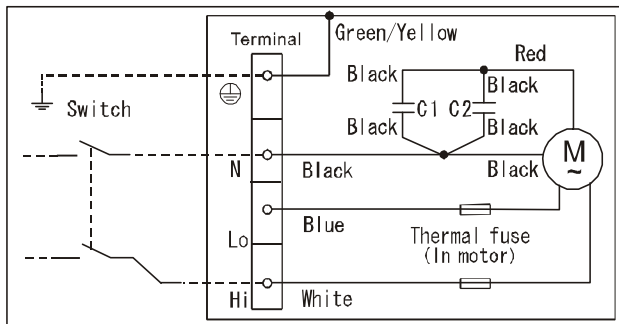 Terminal
Green/Yellow
Red
Black
Black
Switch
C1
C2
Black
Black
N
Black
Black
M
~
Blue
Lo
Thermal fuse
(In motor)
Hi
White